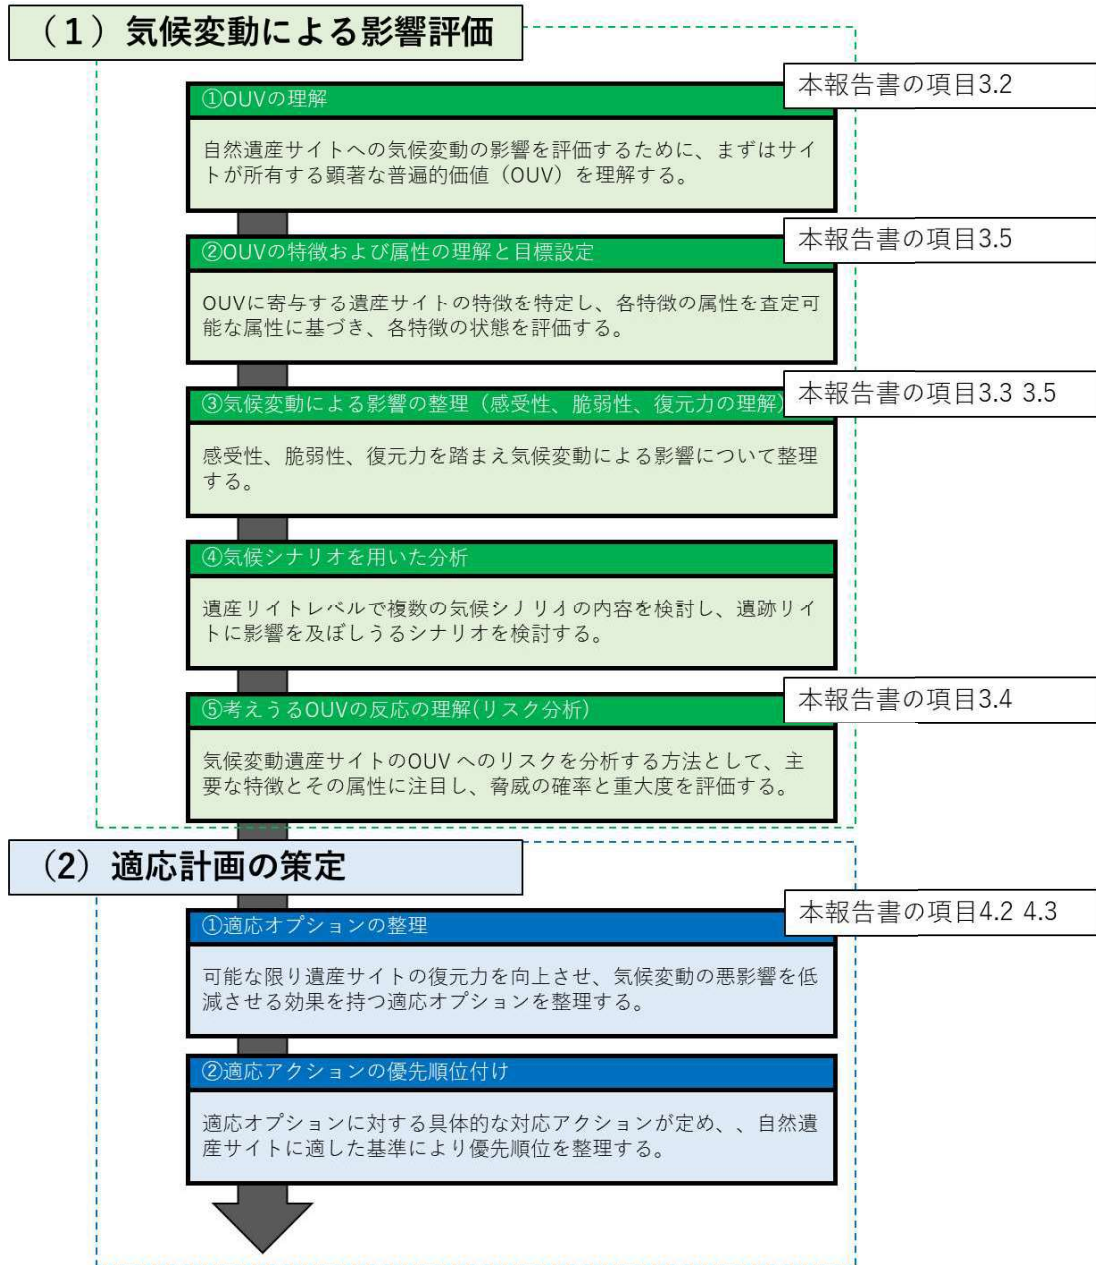 （1）気候変動による影響評価
本報告書の項目3.2
①OUVの理解
自然遺産サイトへの気候変動の影響を評価するために、まずはサイ
トが所有する顕著な普遍的価値（OUV）を理解する。
本報告書の項目3.5
②OUVの特徴および属性の理解と目標設定
OUVに寄与する遺産サイトの特徴を特定し、各特徴の属性を査定可
能な属性に基づき、各特徴の状態を評価する。
本報告書の項目3.3 3.5
③気候変動による影響の整理（感受性、脆弱性、復元力の理解）
感受性、脆弱性、復元力を踏まえ気候変動による影響について整理
する。
④気候シナリオを用いた分析
遺産サイトレベルで複数の気候シナリオの内容を検討し、遺跡サイ
トに影響を及ぼしうるシナリオを検討する。
本報告書の項目3.4
⑤考えうるOUVの反応の理解(リスク分析)
気候変動遺産サイトのOUV へのリスクを分析する方法として、主
要な特徴とその属性に注目し、脅威の確率と重大度を評価する。
（2）適応計画の策定
本報告書の項目4.2 4.3
①適応オプションの整理
可能な限り遺産サイトの復元力を向上させ、気候変動の悪影響を低
減させる効果を持つ適応オプションを整理する。
②適応アクションの優先順位付け
適応オプションに対する具体的な対応アクションが定め、、自然遺
産サイトに適した基準により優先順位を整理する。